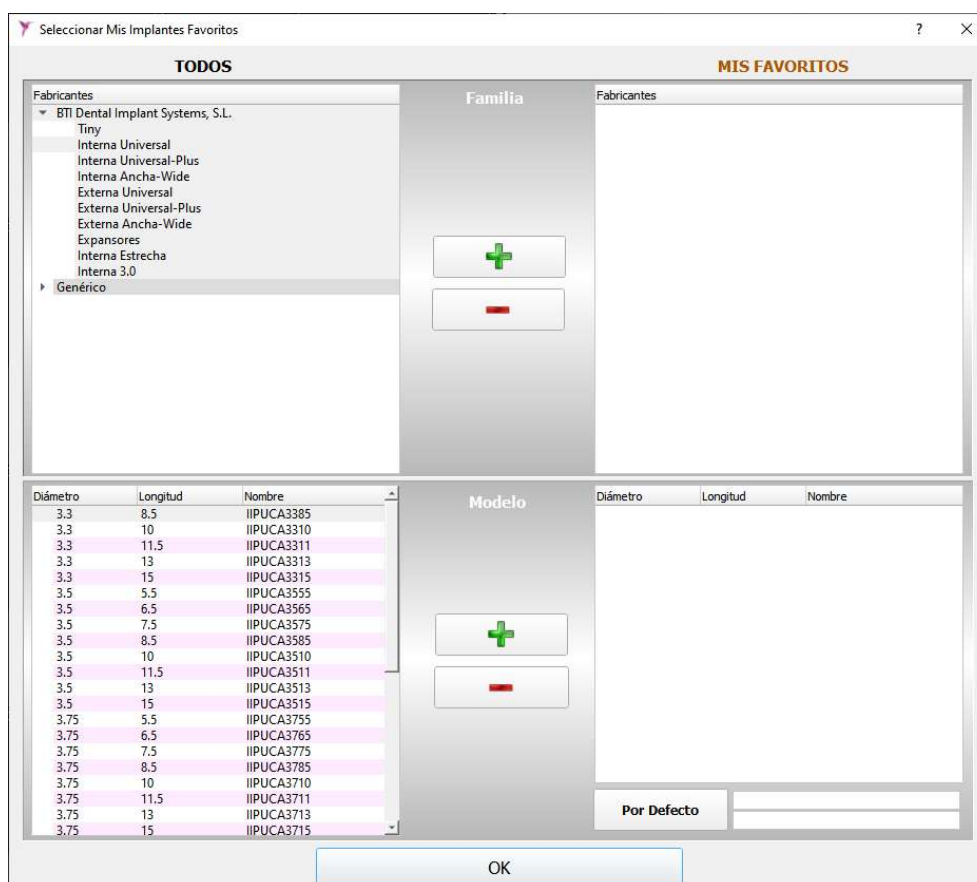 Seleccionar Mis Implantes Favoritos
?
TODOS
MIS FAVORITOS
Fabricantes
BTI Dental Implant Systems, S.L.
Tiny
Interna Universal
Interna Universal-Plus
Interna Ancha-Wide
Externa Universal
Externa Universal-Plus
Externa Ancha-Wide
Expansores
Interna Estrecha
Interna 3.0
Genérico
Familia
Fabricantes
Diámetro Longitud Nombre
3.3 8.5 IIPUCA3385
3.3 10 IIPUCA3310
3.3 11.5 IIPUCA3311
3.3 13 IIPUCA3313
3.3 15 IIPUCA3315
3.5 5.5 IIPUCA3555
3.5 6.5 IIPUCA3565
3.5 7.5 IIPUCA3575
3.5 8.5 IIPUCA3585
3.5 10 IIPUCA3510
3.5 11.5 IIPUCA3511
3.5 13 IIPUCA3513
3.5 15 IIPUCA3515
3.75 5.5 IIPUCA3755
3.75 6.5 IIPUCA3765
3.75 7.5 IIPUCA3775
3.75 8.5 IIPUCA3785
3.75 10 IIPUCA3710
3.75 11.5 IIPUCA3711
3.75 13 IIPUCA3713
3.75 15 IIPUCA3715
Modelo
Diámetro Longitud Nombre
Por Defecto
OK